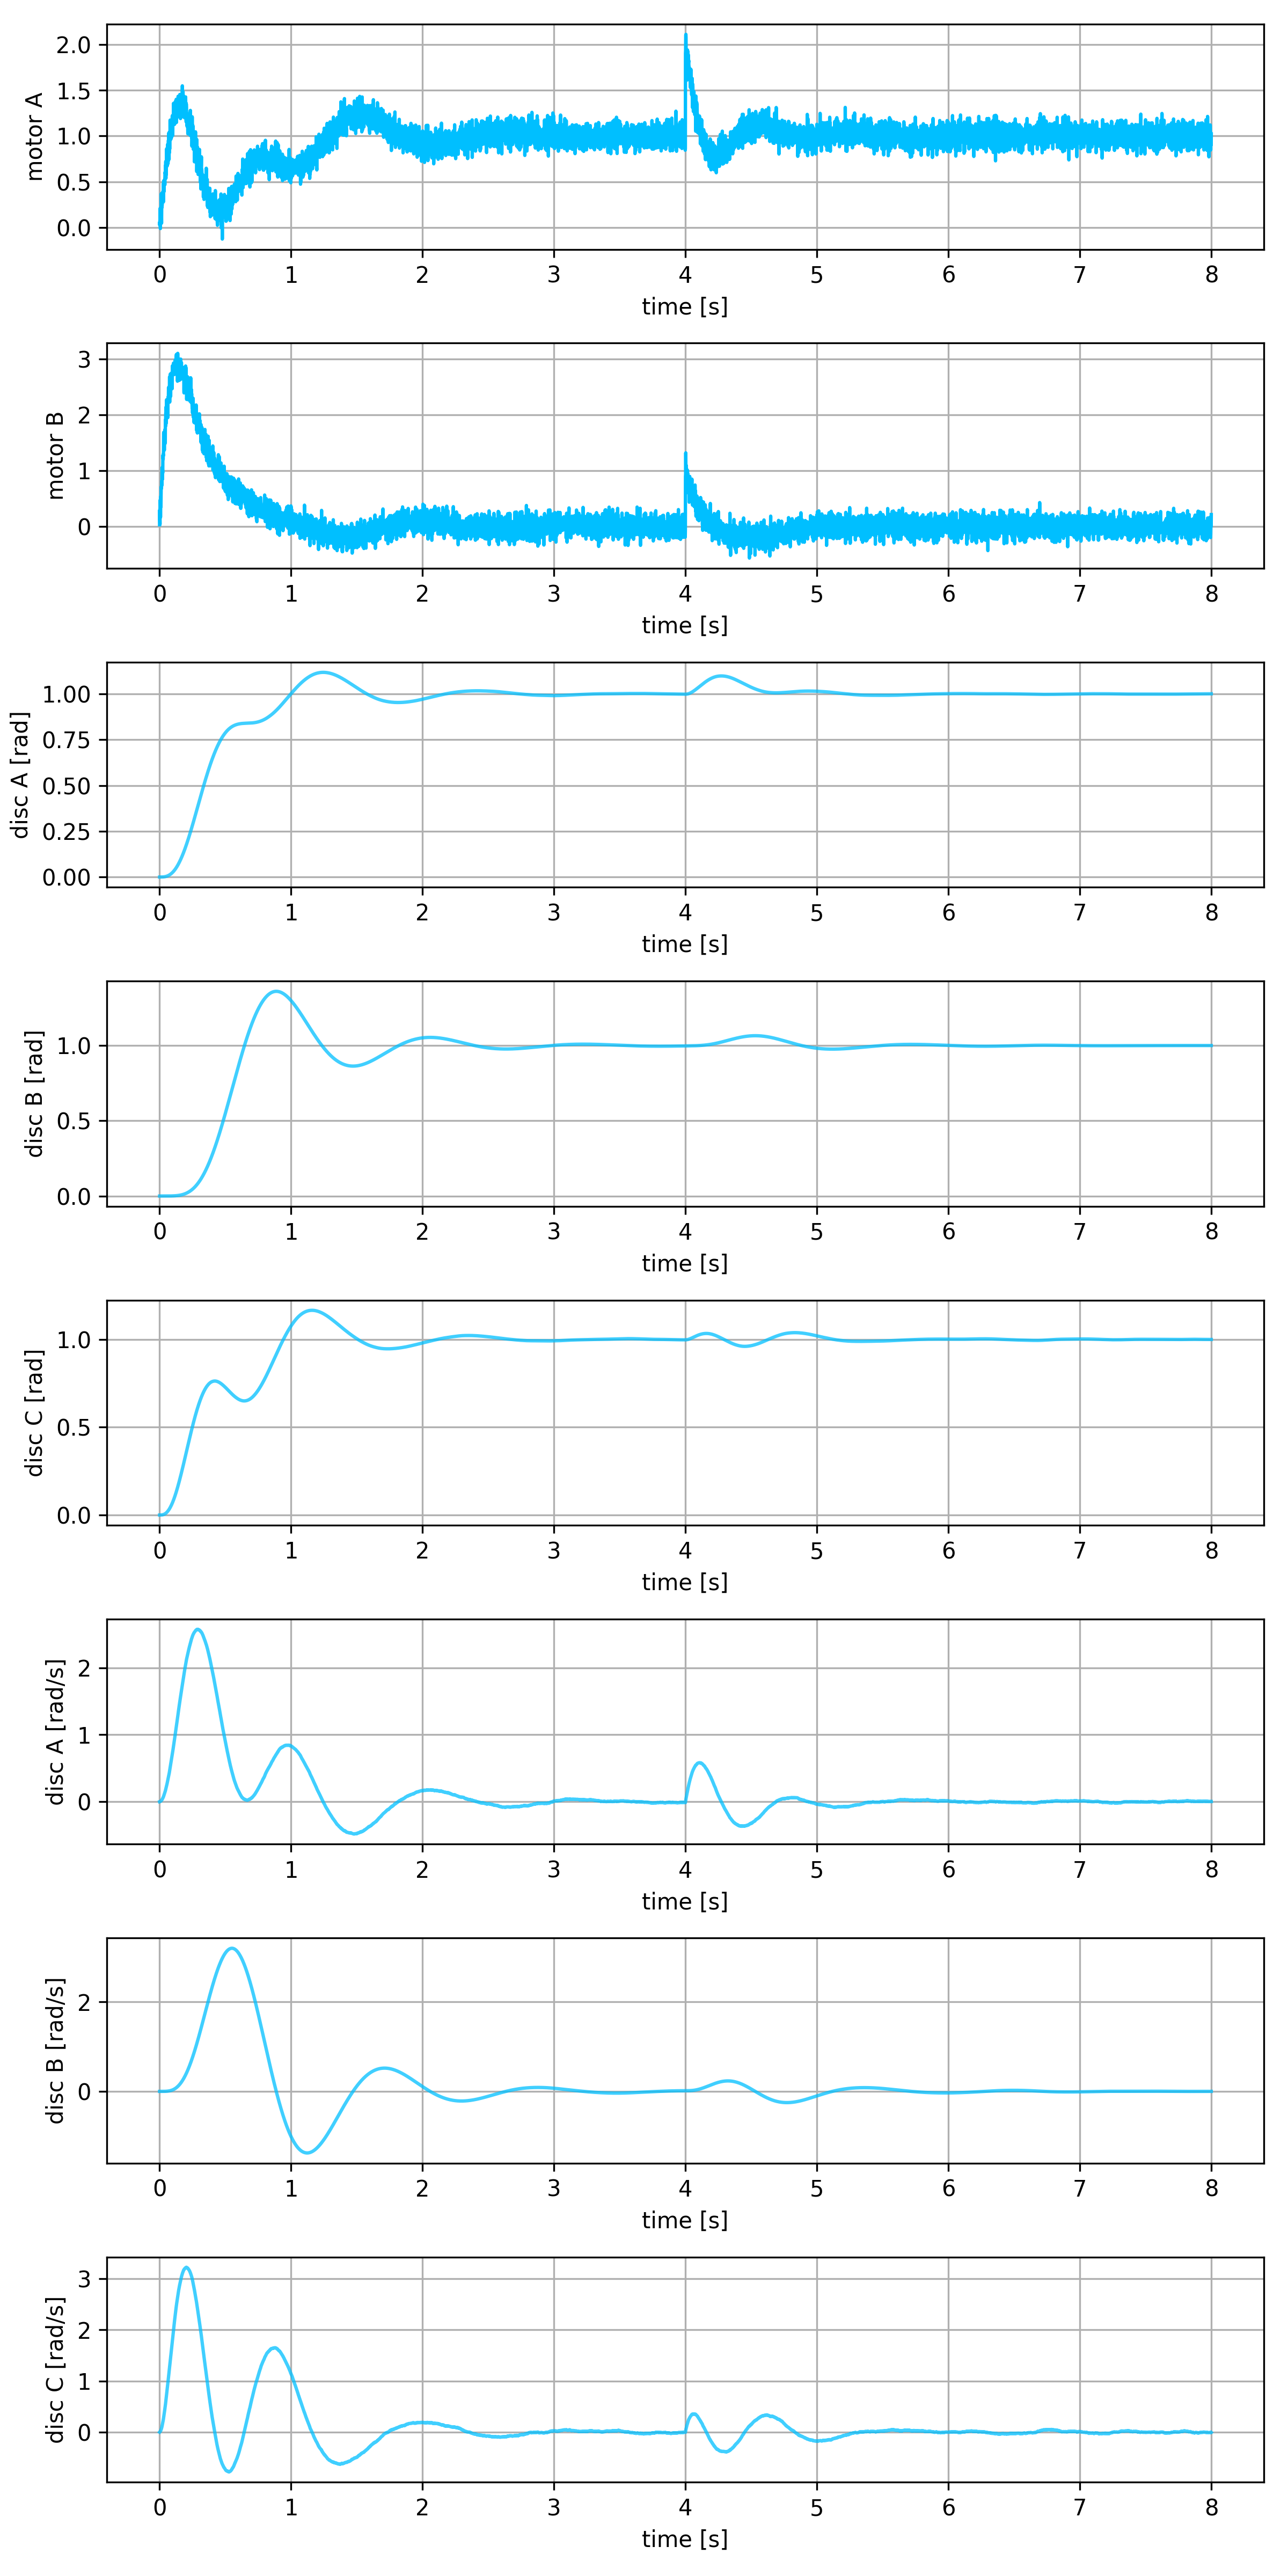 motor A
2.0
1.5
1.0
0.5
0.0
0 1 2 3 4 5 6 7 8
time [s]
motor B
3
2
1
0
0 1 2 3 4 5 6 7 8
time [s]
disc A [rad]
1.00
0.75
0.50
0.25
0.00
0 1 2 3 4 5 6 7 8
time [s]
disc B [rad]
1.0
0.5
0.0
0 1 2 3 4 5 6 7 8
time [s]
disc C [rad]
1.0
0.5
0.0
0 1 2 3 4 5 6 7 8
time [s]
disc A [rad/s]
2
1
0
0 1 2 3 4 5 6 7 8
time [s]
disc B [rad/s]
2
0
0 1 2 3 4 5 6 7 8
time [s]
disc C [rad/s]
3
2
1
0
0 1 2 3 4 5 6 7 8
time [s]